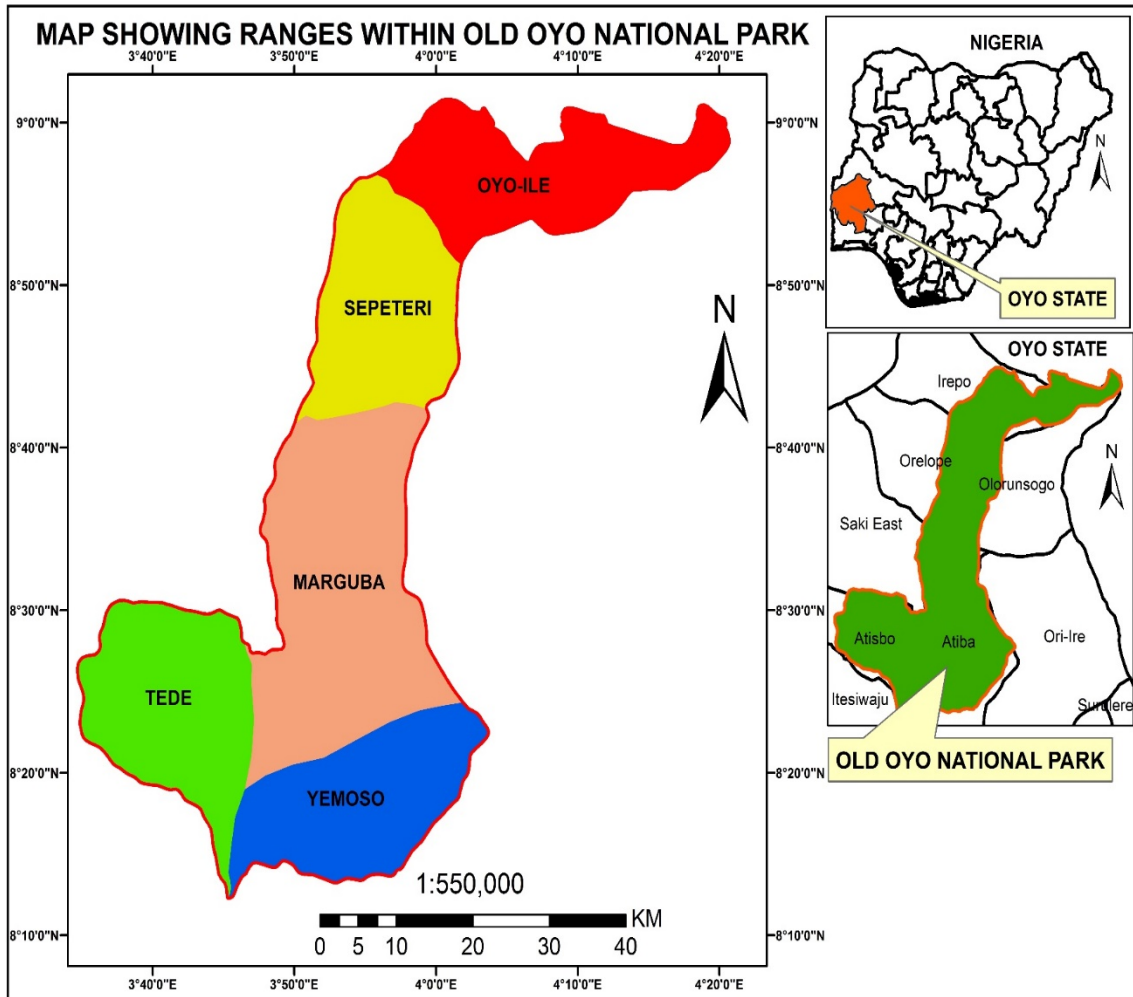 MAP SHOWING RANGES WITHIN OLD OYO NATIONAL PARK
3°40'0"E 3°50'0"E 4°0'0"E 4°10'0"E 4°20'0"E
9°0'0"N
8°50'0"N
8°40'0"N
8°30'0"N
8°20'0"N
8°10'0"N
9°0'0"N
8°50'0"N
8°40'0"N
8°30'0"N
8°20'0"N
8°10'0"N
OYO-ILE
SEPETERI
N
MARGUBA
TEDE
YEMOSO
1:550,000
KM
0 5 10 20 30 40
3°40'0"E 3°50'0"E 4°0'0"E 4°10'0"E 4°20'0"E
NIGERIA
N
OYO STATE
OYO STATE
Irepo
N
Orelope
Olorunsogo
Saki East
Atisbo
Atiba
Ori-Ire
Itesiwaju
Surulere
OLD OYO NATIONAL PARK